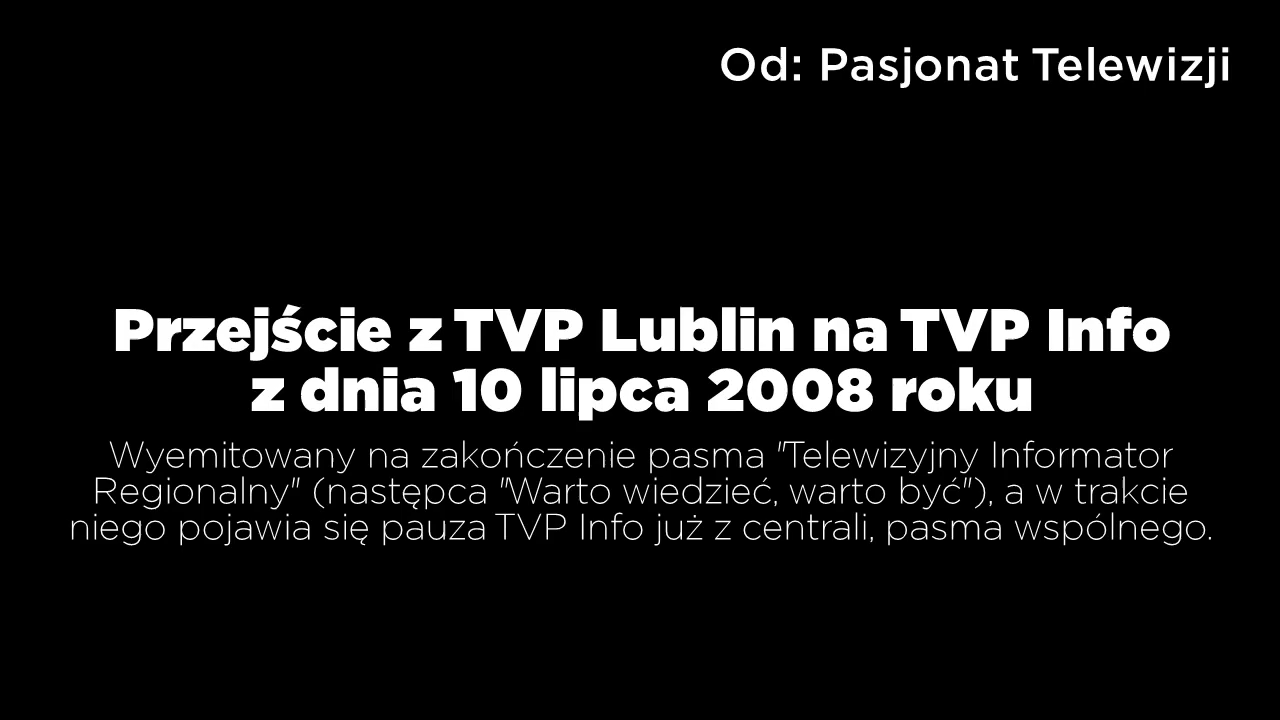 Od: Pasjonat Telewizji
Przejście z TVP Lublin na TVP Info
z dnia 10 lipca 2008 roku
Wyemitowany na zakończenie pasma "Telewizyjny Informator
Regionalny" (następca "Warto wiedzieć, warto być"), a w trakcie
niego pojawia się pauza TVP Info już z centrali, pasma wspólnego.